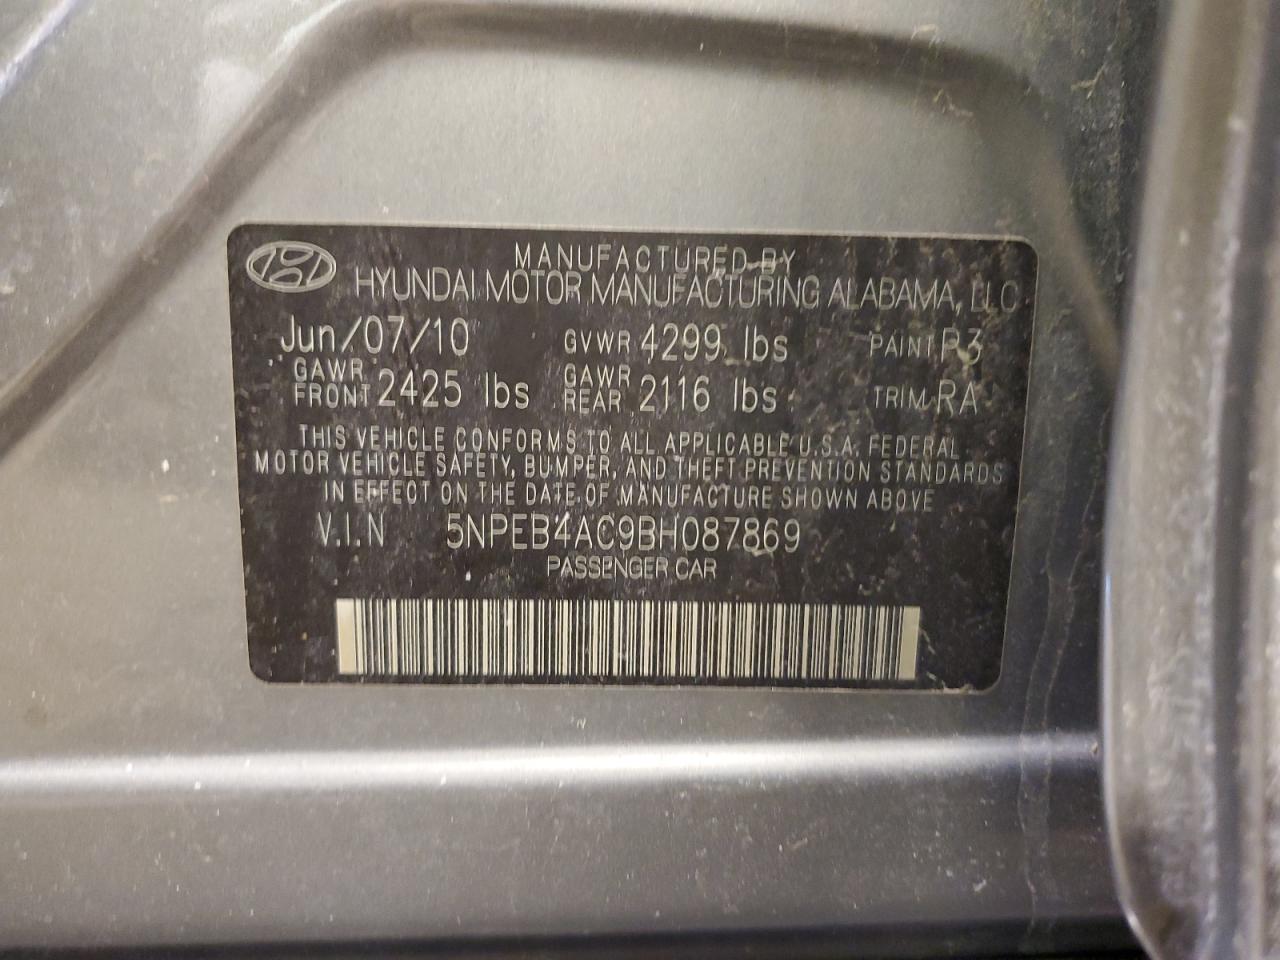 MANUFACTURED BY
HYUNDAI MOTOR MANUFACTURING ALABAMA, LLC
Jun/07/10 GVWR 4299 lbs PAINT P3
GAWR FRONT 2425 lbs GAWR REAR 2116 lbs TRIM RA
THIS VEHICLE CONFORMS TO ALL APPLICABLE U.S.A. FEDERAL
MOTOR VEHICLE SAFETY, BUMPER, AND THEFT PREVENTION STANDARDS
IN EFFECT ON THE DATE OF MANUFACTURE SHOWN ABOVE
V.I.N 5NPEB4AC9BH087869
PASSENGER CAR